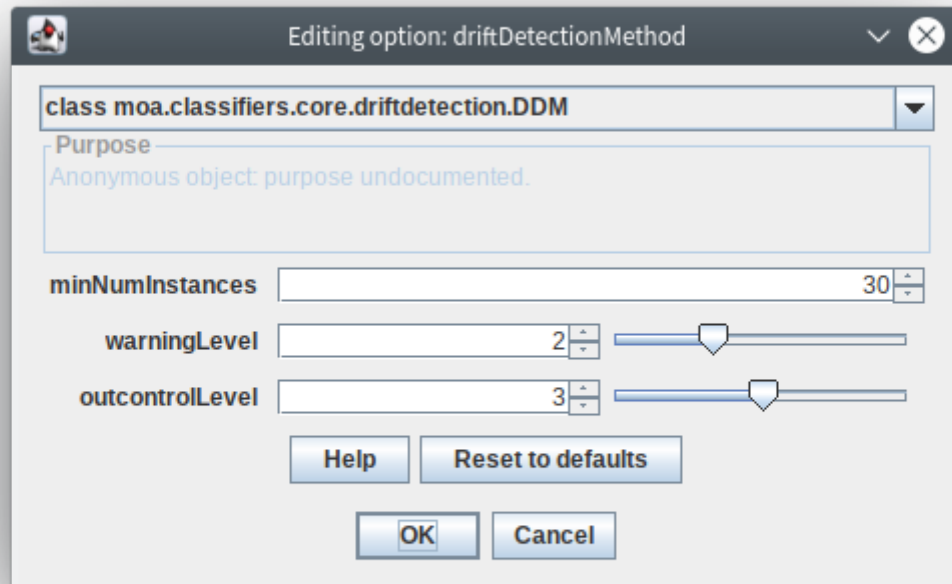 Editing option: driftDetectionMethod
class moa.classifiers.core.driftdetection.DDM
Purpose
Anonymous object: purpose undocumented.
minNumInstances 30
warningLevel 2
outcontrolLevel 3
Help Reset to defaults
OK Cancel